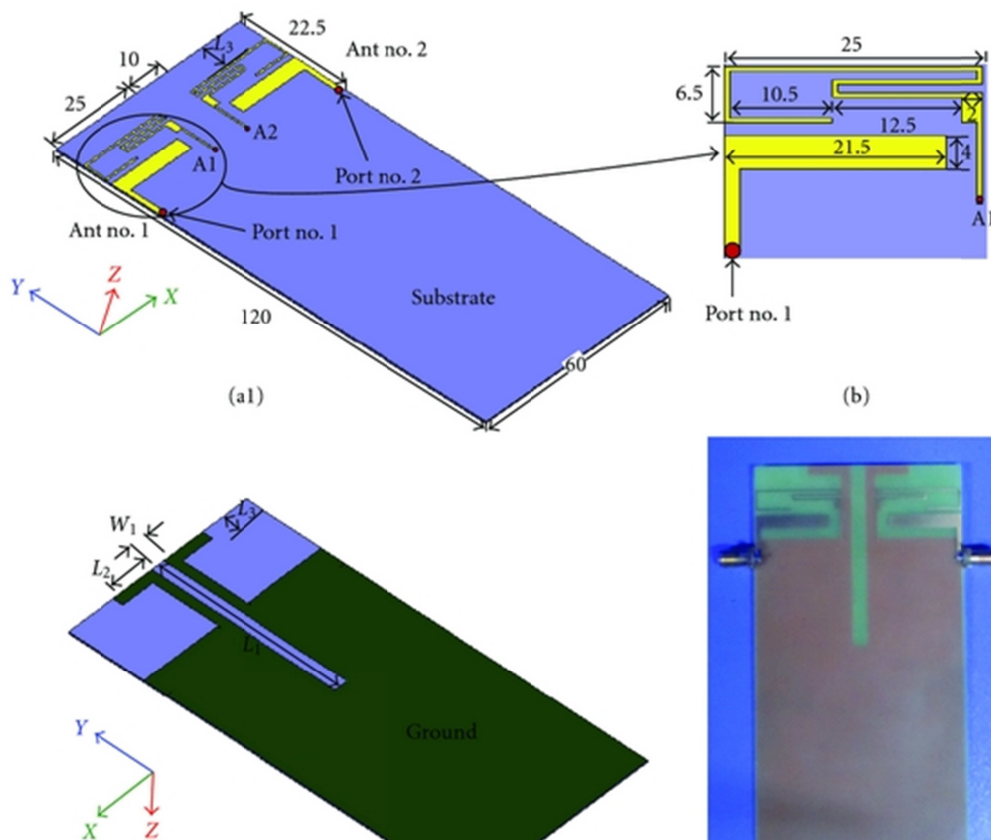 22.5
Ant no. 2
L3
10
25
A2
A1
Port no. 2
Ant no. 1
Port no. 1
Y
Z
X
Substrate
120
60
(a1)
25
6.5
10.5
2
12.5
21.5
4
A1
Port no. 1
(b)
W1
L3
L2
L1
Ground
Y
X
Z